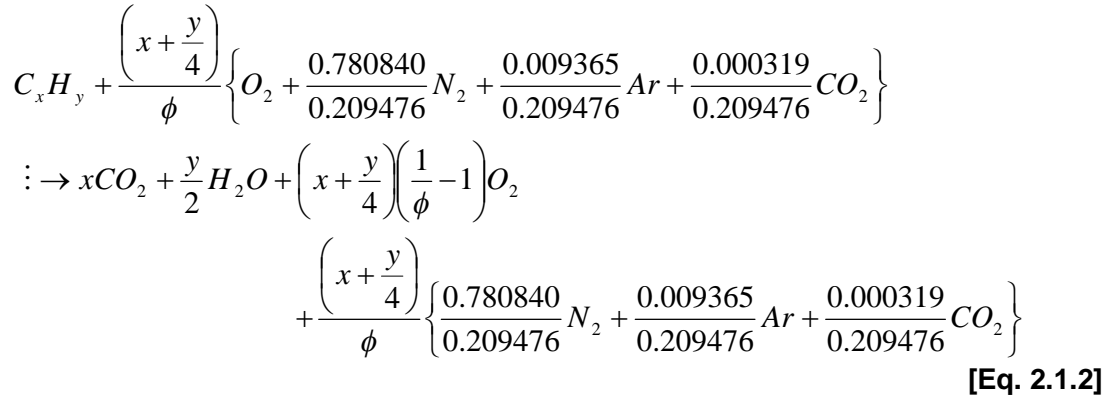 $C_xH_y + \frac{\left(x+\frac{y}{4}\right)}{\phi}\left\{O_2 + \frac{0.780840}{0.209476}N_2 + \frac{0.009365}{0.209476}Ar + \frac{0.000319}{0.209476}CO_2\right\}$
$\vdots \rightarrow xCO_2 + \frac{y}{2}H_2O + \left(x+\frac{y}{4}\right)\left(\frac{1}{\phi}-1\right)O_2$
$+ \frac{\left(x+\frac{y}{4}\right)}{\phi}\left\{\frac{0.780840}{0.209476}N_2 + \frac{0.009365}{0.209476}Ar + \frac{0.000319}{0.209476}CO_2\right\}$
[Eq. 2.1.2]